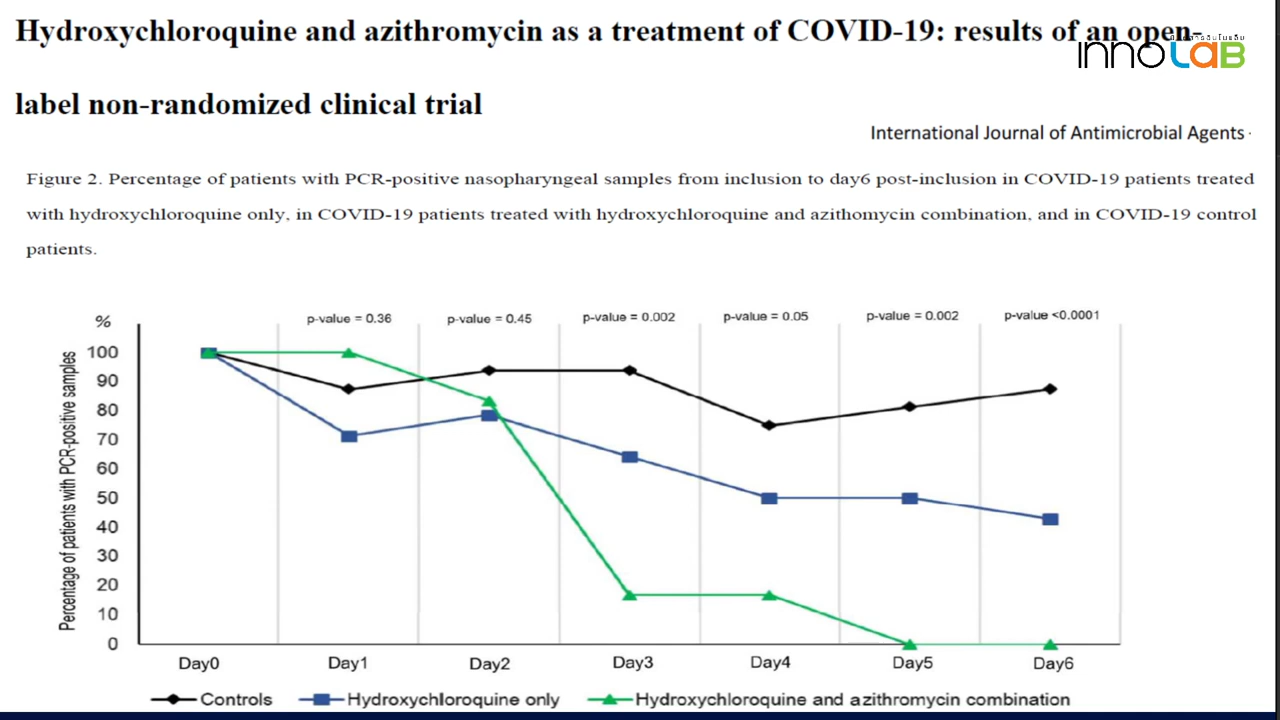 Hydroxychloroquine and azithromycin as a treatment of COVID-19: results of an open-
label non-randomized clinical trial
innoLaB
International Journal of Antimicrobial Agents
Figure 2. Percentage of patients with PCR-positive nasopharyngeal samples from inclusion to day6 post-inclusion in COVID-19 patients treated
with hydroxychloroquine only, in COVID-19 patients treated with hydroxychloroquine and azithomycin combination, and in COVID-19 control
patients.
%
p-value = 0.36 p-value = 0.45 p-value = 0.002 p-value = 0.05 p-value = 0.002 p-value <0.0001
Percentage of patients with PCR-positive samples
100
90
80
70
60
50
40
30
20
10
0
Day0 Day1 Day2 Day3 Day4 Day5 Day6
Controls Hydroxychloroquine only Hydroxychloroquine and azithromycin combination